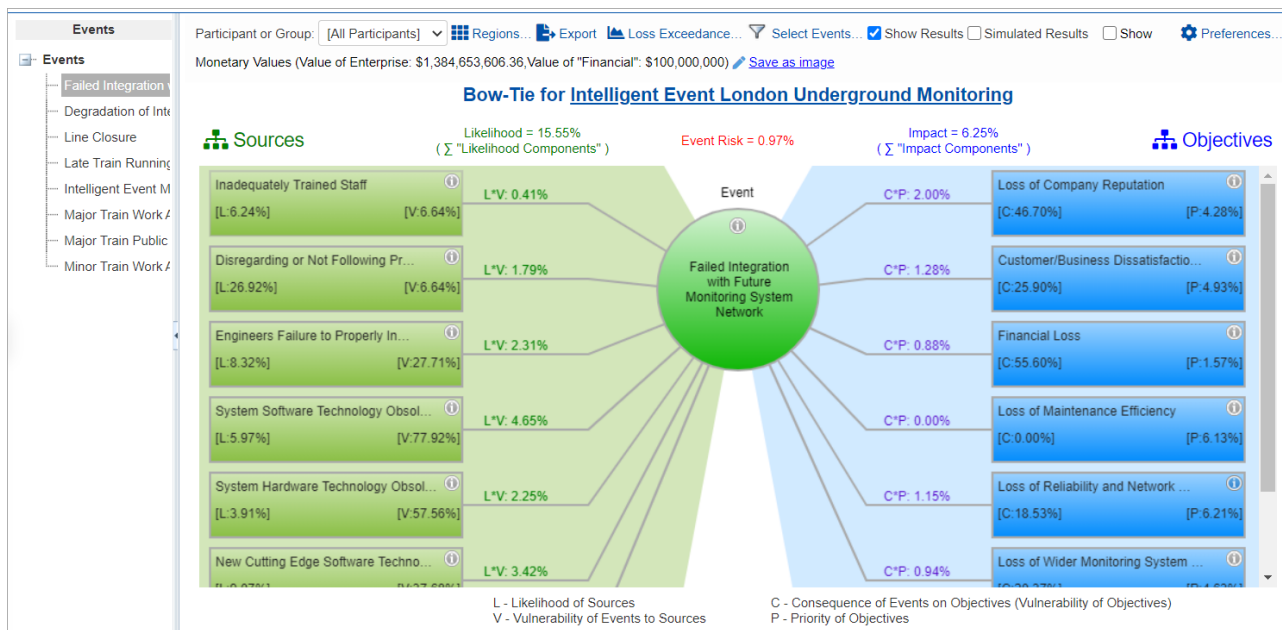 Events
Participant or Group: [All Participants] Regions... Export Loss Exceedance... Select Events... Show Results Simulated Results Show Preferences...
Events
Monetary Values (Value of Enterprise: $1,384,653,606.36,Value of "Financial": $100,000,000) Save as image
Failed Integration
Degradation of Inte
Line Closure
Late Train Running
Intelligent Event M
Major Train Work A
Major Train Public
Minor Train Work A
Bow-Tie for Intelligent Event London Underground Monitoring
Sources
Likelihood = 15.55%
( ∑ "Likelihood Components" )
Event Risk = 0.97%
Impact = 6.25%
( ∑ "Impact Components" )
Objectives
Inadequately Trained Staff
[L:6.24%] [V:6.64%]
L*V: 0.41%
Disregarding or Not Following Pr...
[L:26.92%] [V:6.64%]
L*V: 1.79%
Engineers Failure to Properly In...
[L:8.32%] [V:27.71%]
L*V: 2.31%
System Software Technology Obsol...
[L:5.97%] [V:77.92%]
L*V: 4.65%
System Hardware Technology Obsol...
[L:3.91%] [V:57.56%]
L*V: 2.25%
New Cutting Edge Software Techno...
L*V: 3.42%
Event
Failed Integration
with Future
Monitoring System
Network
C*P: 2.00%
Loss of Company Reputation
[C:46.70%] [P:4.28%]
C*P: 1.28%
Customer/Business Dissatisfactio...
[C:25.90%] [P:4.93%]
C*P: 0.88%
Financial Loss
[C:55.60%] [P:1.57%]
C*P: 0.00%
Loss of Maintenance Efficiency
[C:0.00%] [P:6.13%]
C*P: 1.15%
Loss of Reliability and Network ...
[C:18.53%] [P:6.21%]
C*P: 0.94%
Loss of Wider Monitoring System ...
L - Likelihood of Sources
V - Vulnerability of Events to Sources
C - Consequence of Events on Objectives (Vulnerability of Objectives)
P - Priority of Objectives